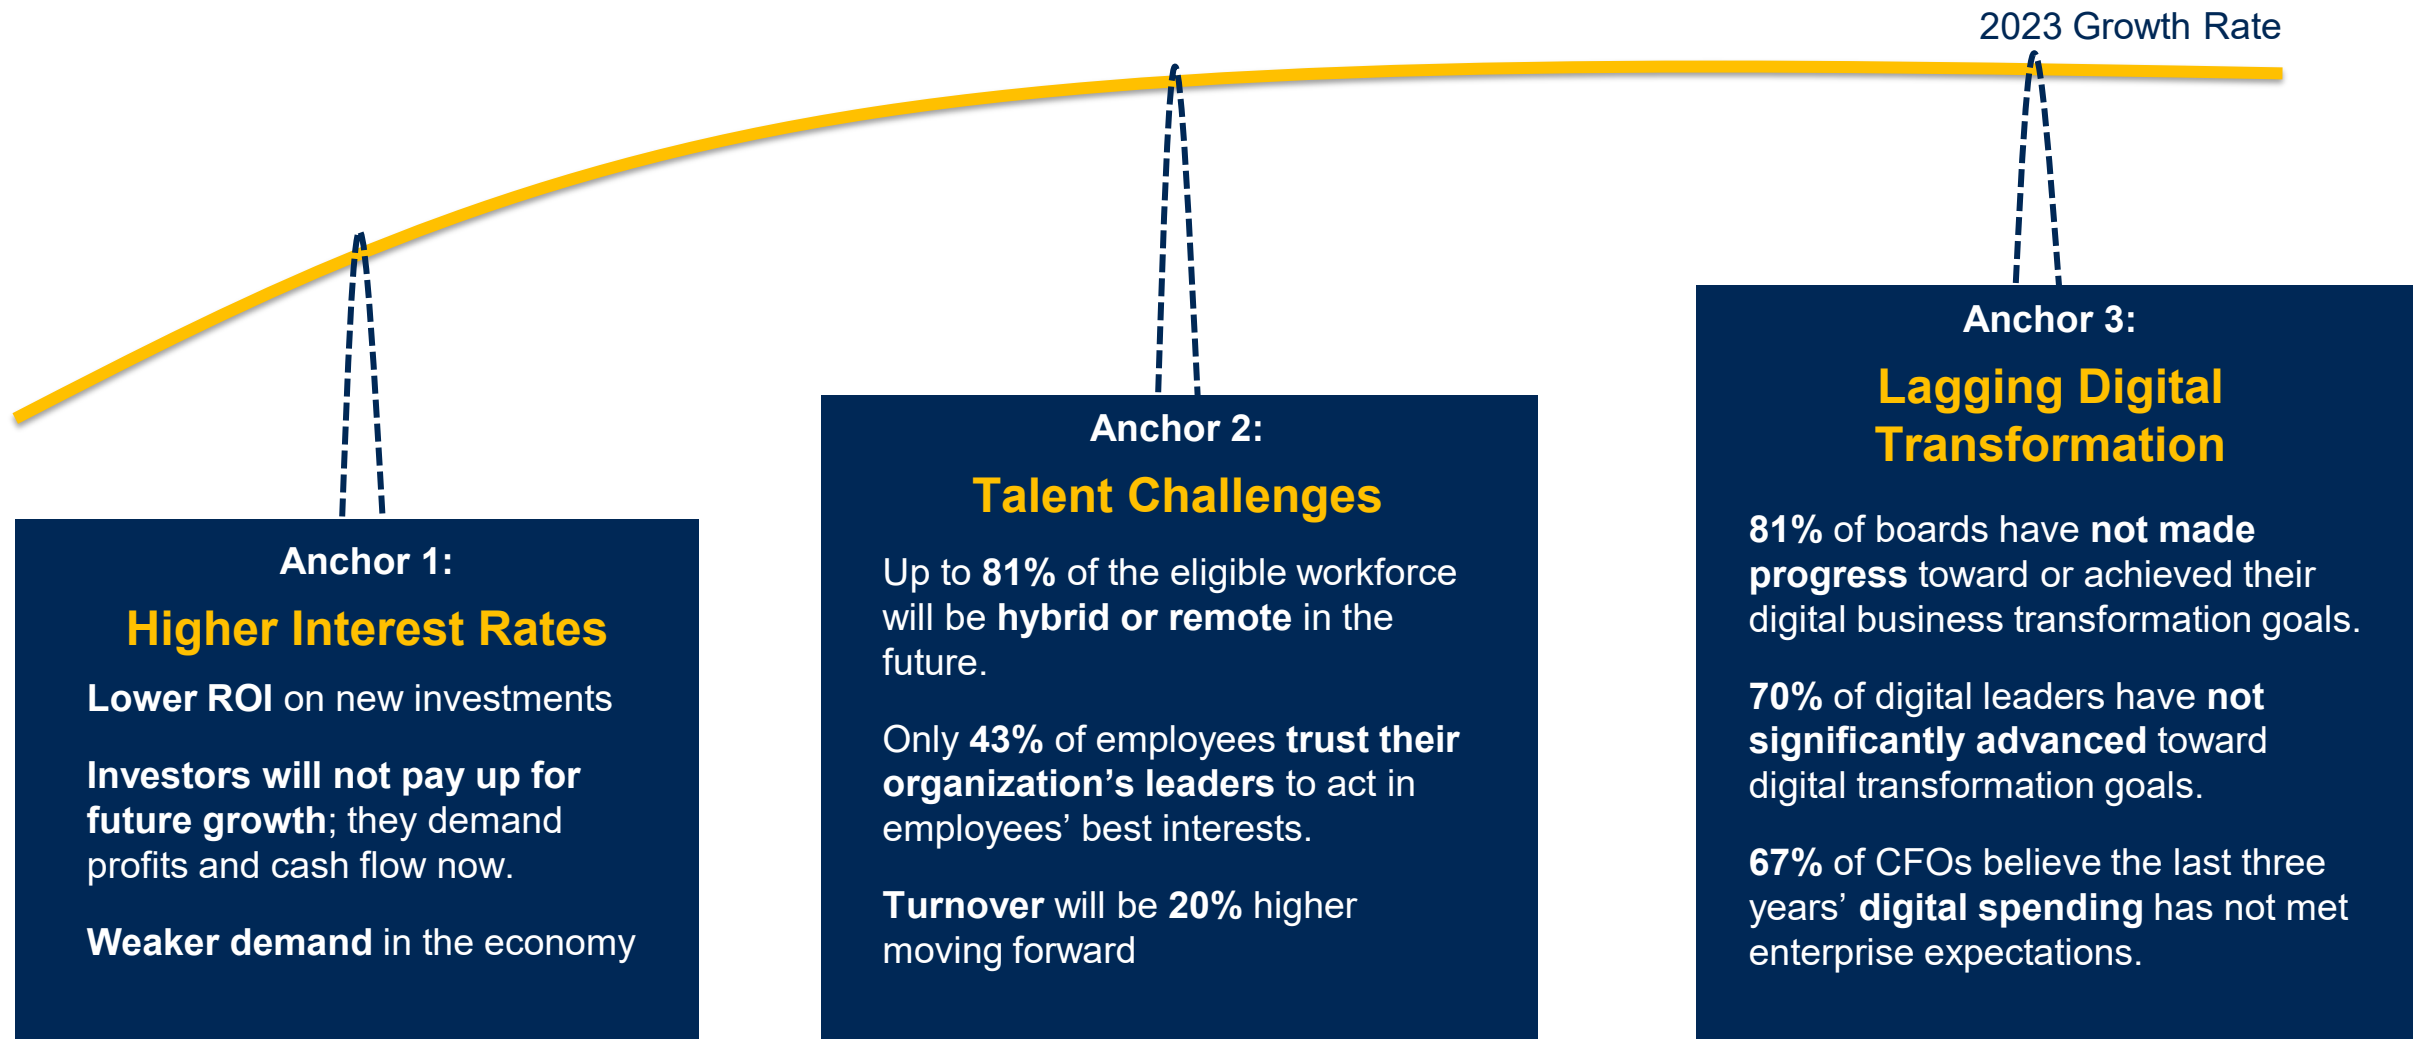 2023 Growth Rate
Anchor 1:
Higher Interest Rates
Lower ROI on new investments
Investors will not pay up for
future growth; they demand
profits and cash flow now.
Weaker demand in the economy
Anchor 2:
Talent Challenges
Up to 81% of the eligible workforce
will be hybrid or remote in the
future.
Only 43% of employees trust their
organization’s leaders to act in
employees’ best interests.
Turnover will be 20% higher
moving forward
Anchor 3:
Lagging Digital
Transformation
81% of boards have not made
progress toward or achieved their
digital business transformation goals.
70% of digital leaders have not
significantly advanced toward
digital transformation goals.
67% of CFOs believe the last three
years’ digital spending has not met
enterprise expectations.